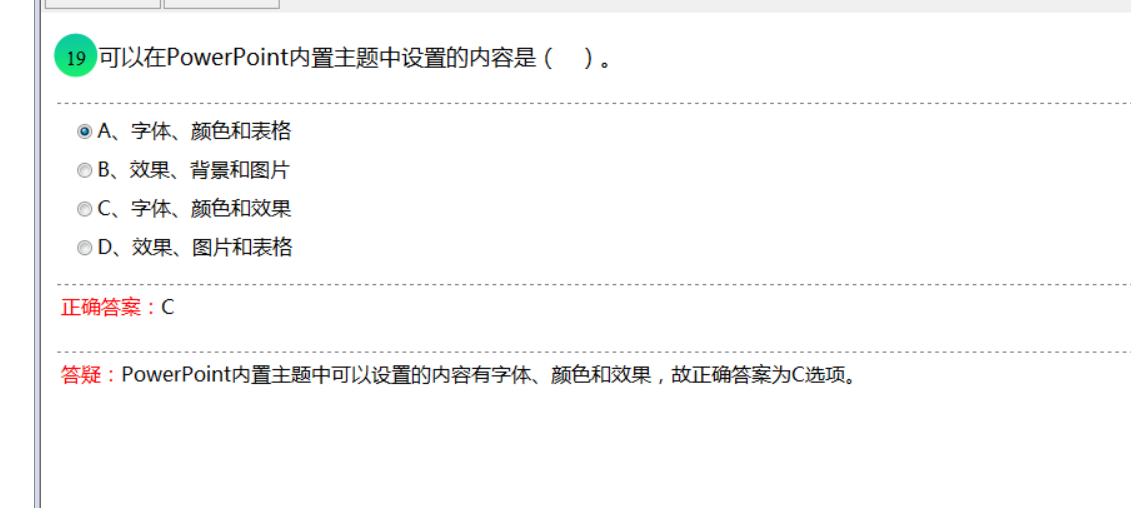 19 可以在PowerPoint内置主题中设置的内容是（　）。
A、字体、颜色和表格
B、效果、背景和图片
C、字体、颜色和效果
D、效果、图片和表格
正确答案：C
答疑：PowerPoint内置主题中可以设置的内容有字体、颜色和效果，故正确答案为C选项。